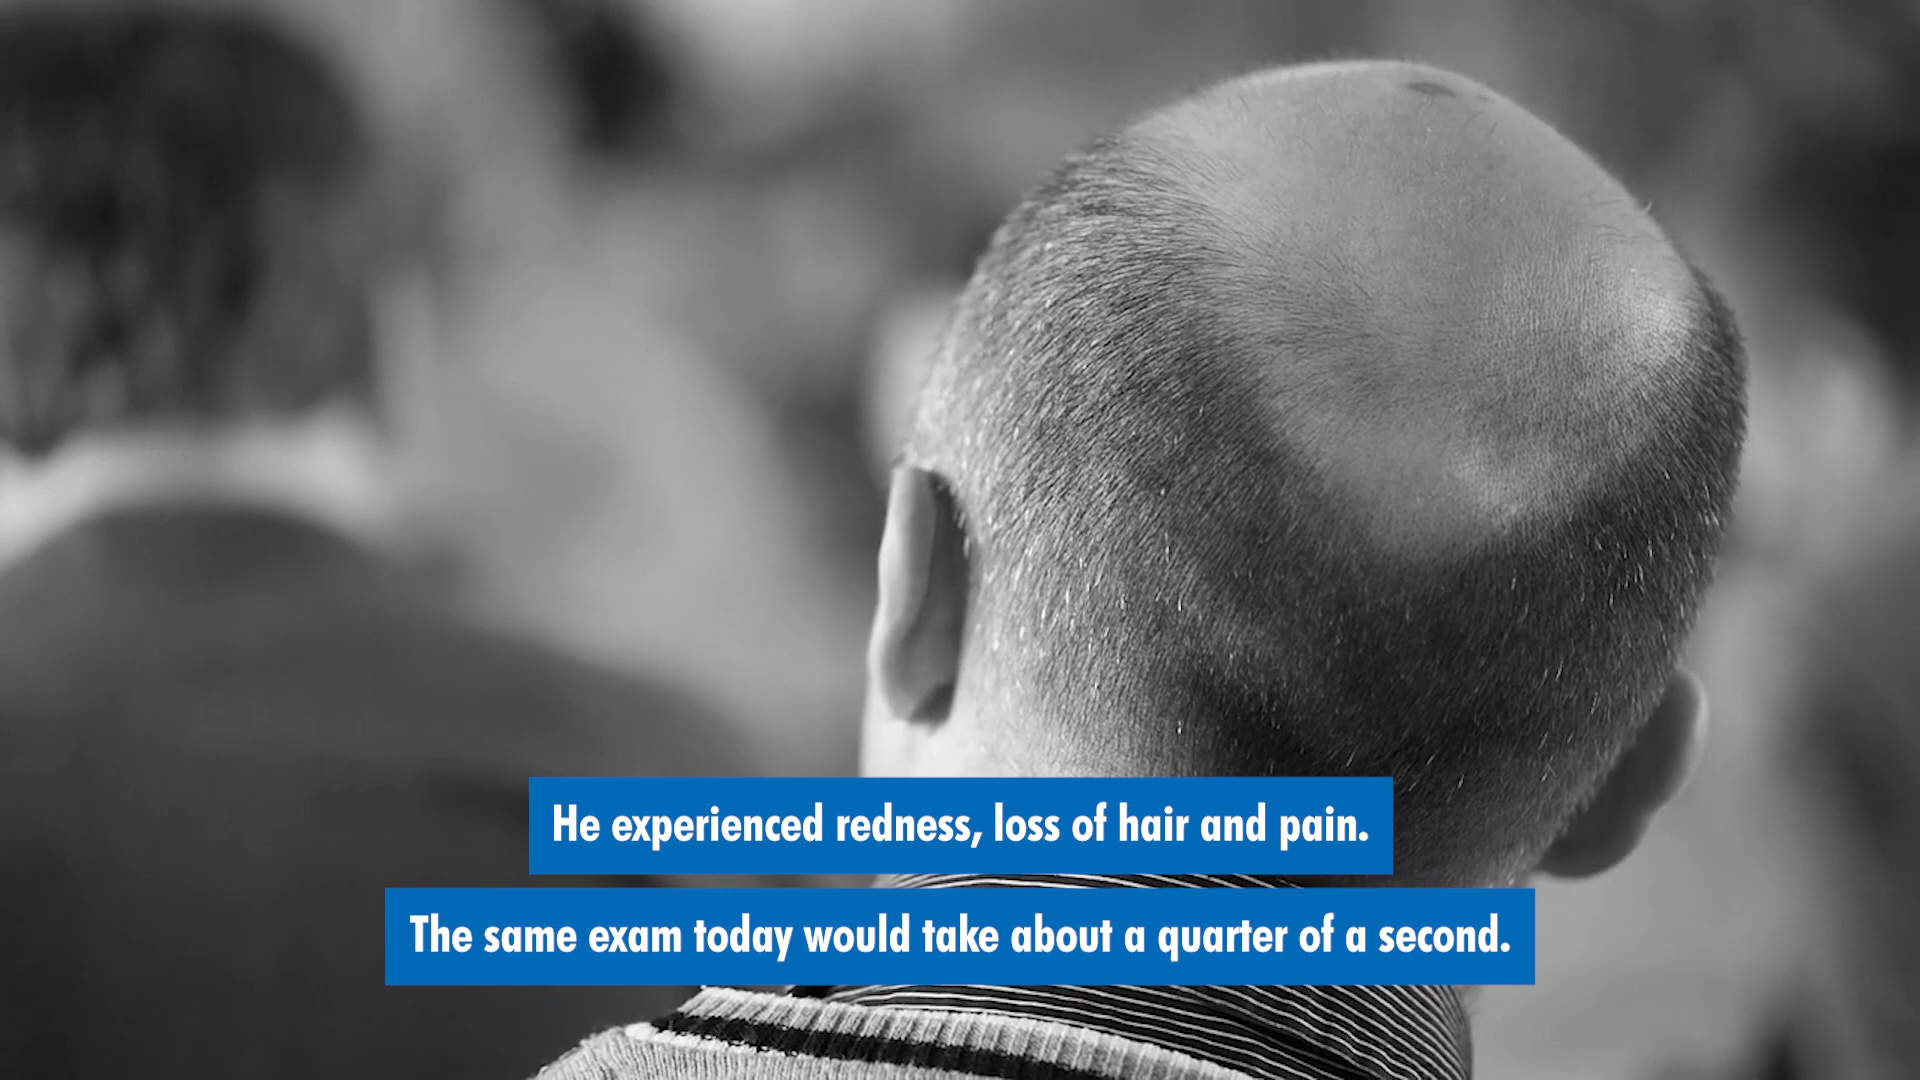 He experienced redness, loss of hair and pain.
The same exam today would take about a quarter of a second.